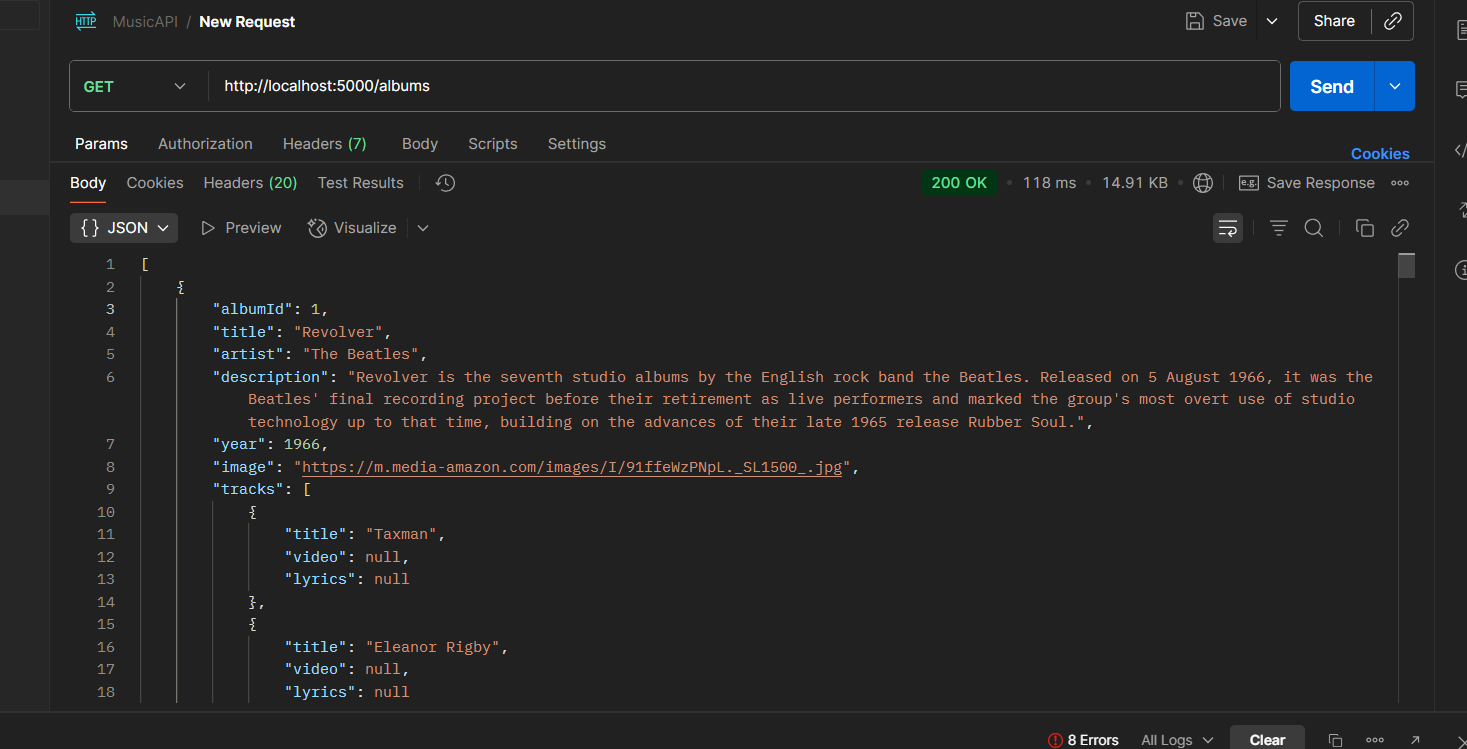 HTTP MusicAPI / New Request Save Share
GET http://localhost:5000/albums Send
Params Authorization Headers (7) Body Scripts Settings Cookies
Body Cookies Headers (20) Test Results 200 OK • 118 ms • 14.91 KB • e.g. Save Response
{} JSON Preview Visualize
1 [
2 {
3 "albumId": 1,
4 "title": "Revolver",
5 "artist": "The Beatles",
6 "description": "Revolver is the seventh studio albums by the English rock band the Beatles. Released on 5 August 1966, it was the
Beatles' final recording project before their retirement as live performers and marked the group's most overt use of studio
technology up to that time, building on the advances of their late 1965 release Rubber Soul.",
7 "year": 1966,
8 "image": "https://m.media-amazon.com/images/I/91ffeWzPNpL._SL1500_.jpg",
9 "tracks": [
10 {
11 "title": "Taxman",
12 "video": null,
13 "lyrics": null
14 },
15 {
16 "title": "Eleanor Rigby",
17 "video": null,
18 "lyrics": null
8 Errors All Logs Clear